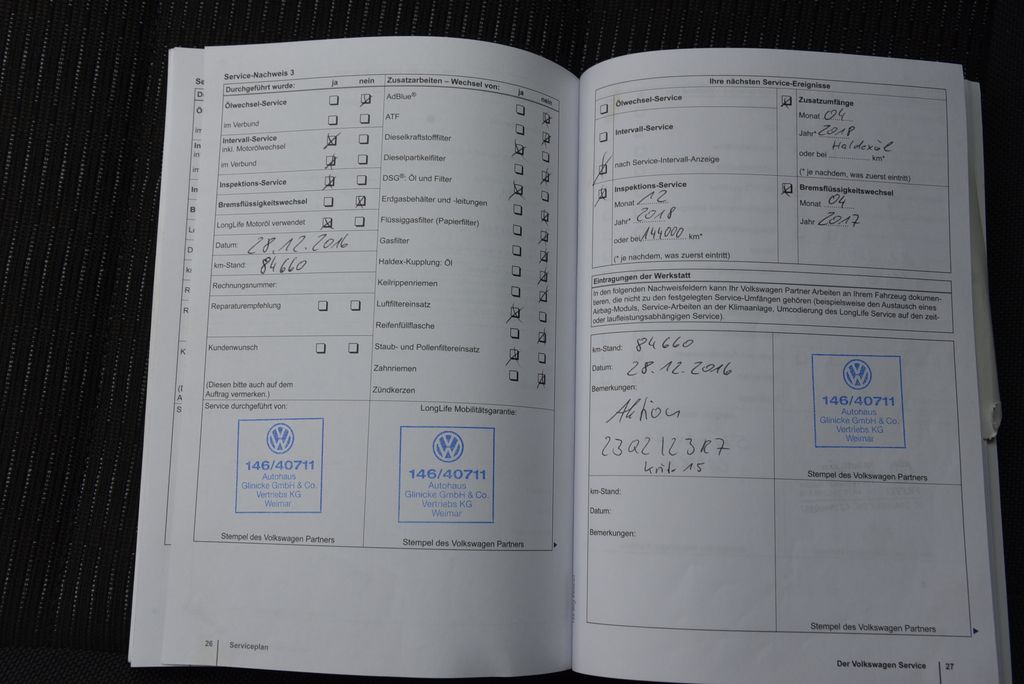 Service-Nachweis 3
Durchgeführt wurde: ja nein
Ölwechsel-Service
im Verbund
Intervall-Service
inkl. Motorölwechsel
im Verbund
Inspektions-Service
Bremsflüssigkeitswechsel
LongLife Motoröl verwendet
Datum: 28.12.2016
km-Stand: 84660
Rechnungsnummer:
Reparaturempfehlung
Kundenwunsch
(Diesen bitte auch auf dem
Auftrag vermerken.)
Zusatzarbeiten – Wechsel von: ja nein
AdBlue®
ATF
Dieselkraftstofffilter
Dieselpartikelfilter
DSG®: Öl und Filter
Erdgasbehälter und -leitungen
Flüssiggasfilter (Papierfilter)
Gasfilter
Haldex-Kupplung: Öl
Keilrippenriemen
Luftfiltereinsatz
Reifenfüllflasche
Staub- und Pollenfiltereinsatz
Zahnriemen
Zündkerzen
Service durchgeführt von:
146/40711
Autohaus
Glinicke GmbH & Co.
Vertriebs KG
Weimar
Stempel des Volkswagen Partners
LongLife Mobilitätsgarantie:
146/40711
Autohaus
Glinicke GmbH & Co.
Vertriebs KG
Weimar
Stempel des Volkswagen Partners
26 Serviceplan
Ihre nächsten Service-Ereignisse
Ölwechsel-Service
Intervall-Service
nach Service-Intervall-Anzeige
Inspektions-Service
Monat 12
Jahr* 2018
oder bei 144000 km*
(* je nachdem, was zuerst eintritt)
Zusatzumfänge
Monat 04
Jahr* 2018
Haldexöl
oder bei ............ km*
(* je nachdem, was zuerst eintritt)
Bremsflüssigkeitswechsel
Monat 04
Jahr 2017
Eintragungen der Werkstatt
In den folgenden Nachweisfeldern kann Ihr Volkswagen Partner Arbeiten an Ihrem Fahrzeug dokumen-
tieren, die nicht zu den festgelegten Service-Umfängen gehören (beispielsweise den Austausch eines
Airbag-Moduls, Service-Arbeiten an der Klimaanlage, Umcodierung des LongLife Service auf den zeit-
oder laufleistungsabhängigen Service).
km-Stand: 84660
Datum: 28.12.2016
Bemerkungen:
Aktion
23Q2 123R7
Krit. 15
146/40711
Autohaus
Glinicke GmbH & Co.
Vertriebs KG
Weimar
Stempel des Volkswagen Partners
km-Stand:
Datum:
Bemerkungen:
Stempel des Volkswagen Partners
Der Volkswagen Service 27